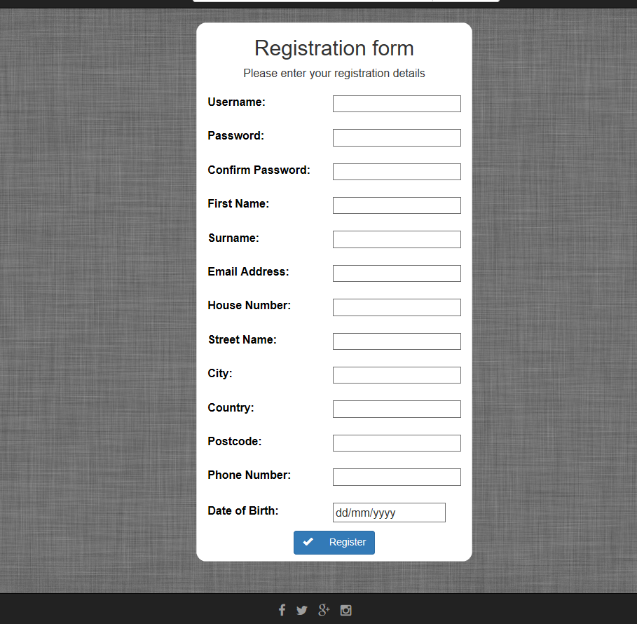 Registration form
Please enter your registration details
Username:
Password:
Confirm Password:
First Name:
Surname:
Email Address:
House Number:
Street Name:
City:
Country:
Postcode:
Phone Number:
Date of Birth: dd/mm/yyyy
Register